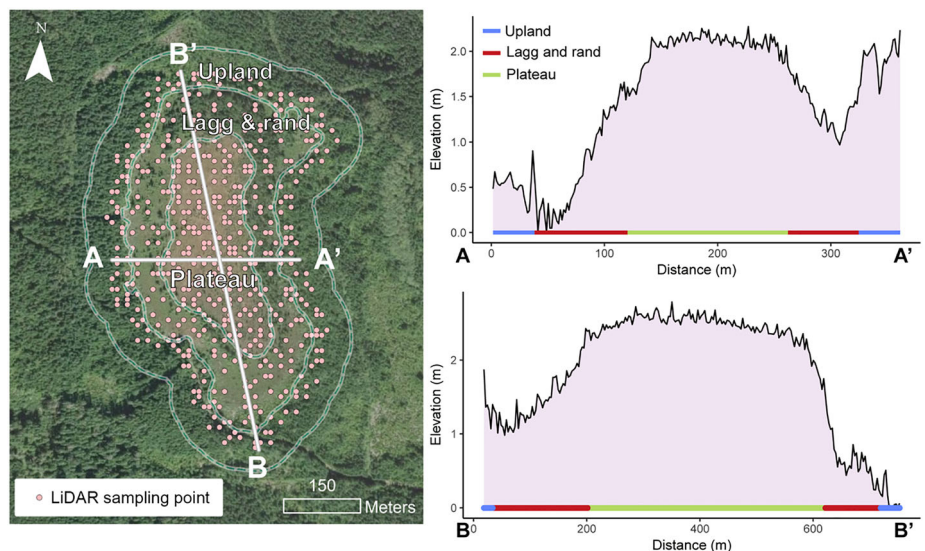 N
B'
Upland
Lagg & rand
A
A'
Plateau
B
LiDAR sampling point
150
Meters
Upland
Lagg and rand
Plateau
Elevation (m)
2.0
1.5
1.0
0.5
0.0
A
0
100
200
300
A'
Distance (m)
Elevation (m)
2
1
0
B
0
200
400
600
B'
Distance (m)